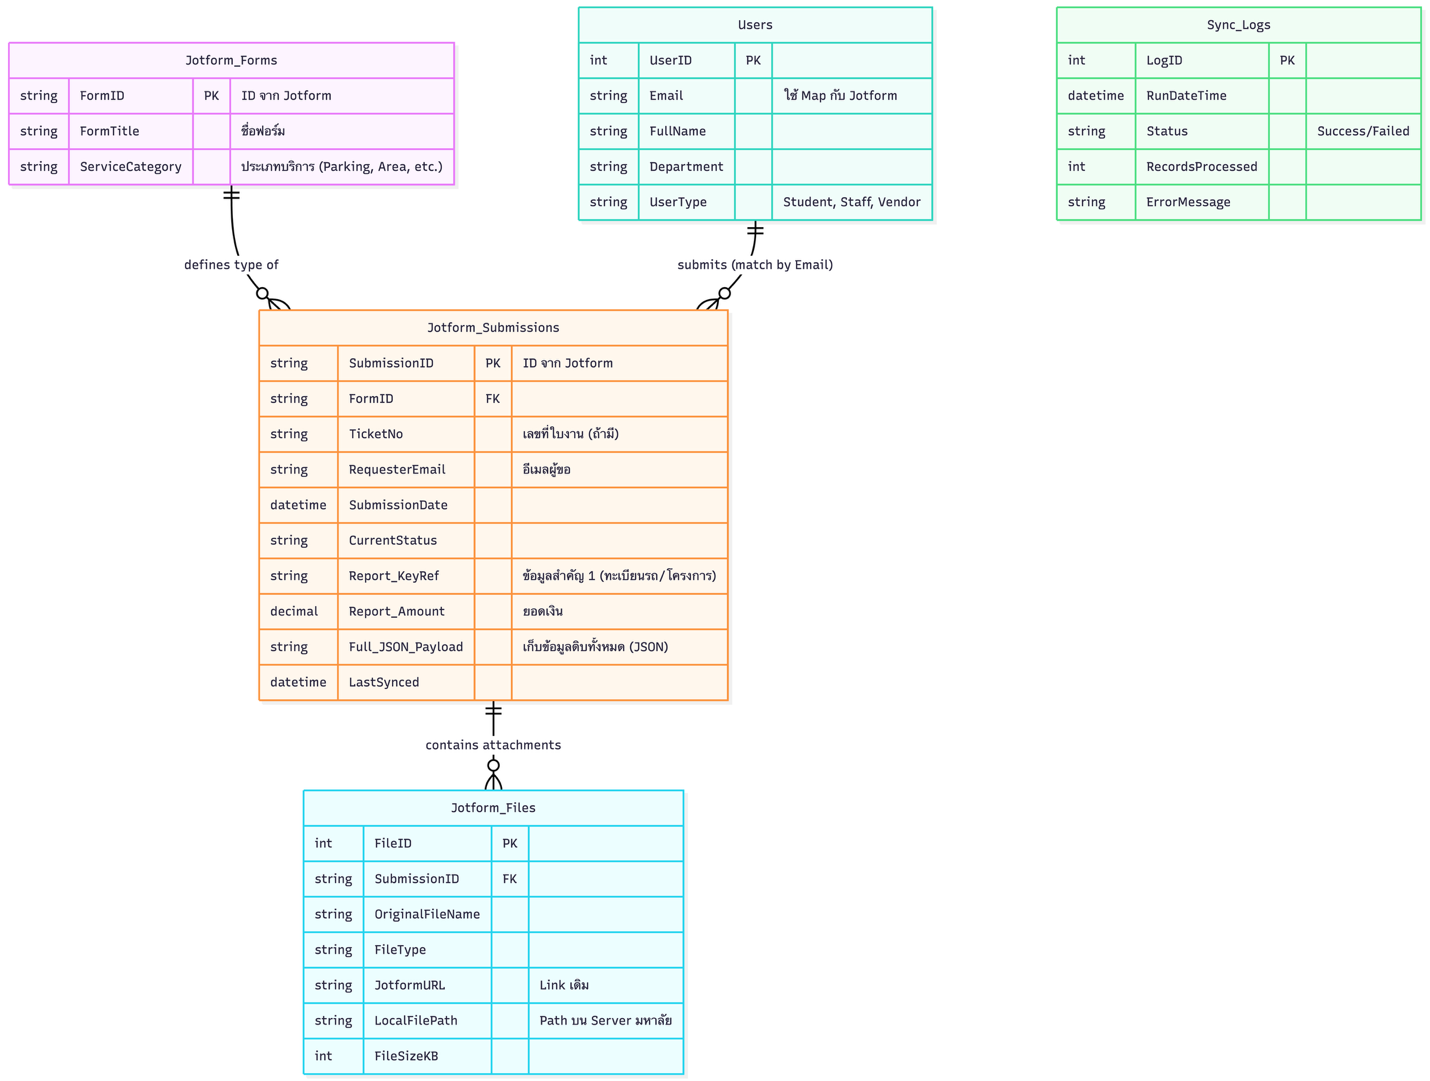 Jotform_Forms
string FormID PK ID จาก Jotform
string FormTitle ชื่อฟอร์ม
string ServiceCategory ประเภทบริการ (Parking, Area, etc.)
Users
int UserID PK
string Email ใช้ Map กับ Jotform
string FullName
string Department
string UserType Student, Staff, Vendor
Sync_Logs
int LogID PK
datetime RunDateTime
string Status Success/Failed
int RecordsProcessed
string ErrorMessage
defines type of
submits (match by Email)
Jotform_Submissions
string SubmissionID PK ID จาก Jotform
string FormID FK
string TicketNo เลขที่ใบงาน (ถ้ามี)
string RequesterEmail อีเมลผู้ขอ
datetime SubmissionDate
string CurrentStatus
string Report_KeyRef ข้อมูลสำคัญ 1 (ทะเบียนรถ/โครงการ)
decimal Report_Amount ยอดเงิน
string Full_JSON_Payload เก็บข้อมูลดิบทั้งหมด (JSON)
datetime LastSynced
contains attachments
Jotform_Files
int FileID PK
string SubmissionID FK
string OriginalFileName
string FileType
string JotformURL Link เดิม
string LocalFilePath Path บน Server มหาลัย
int FileSizeKB